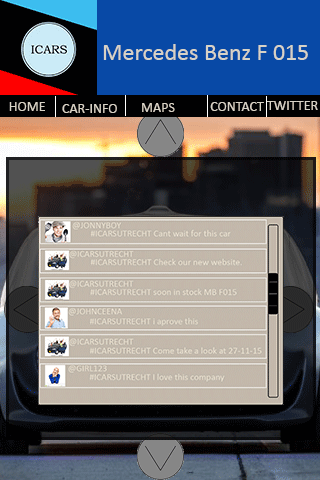 ICARS
Mercedes Benz F 015
HOME CAR-INFO MAPS CONTACT TWITTER
@JONNYBOY
#ICARSUTRECHT Cant wait for this car
@ICARSUTRECHT
#ICARSUTRECHT Check our new website.
@ICARSUTRECHT
#ICARSUTRECHT soon in stock MB F015
@JOHNCEENA
#ICARSUTRECHT I aprove this
@ICARSUTRECHT
#ICARSUTRECHT Come take a look at 27-11-15
@GIRL123
#ICARSUTRECHT I love this company